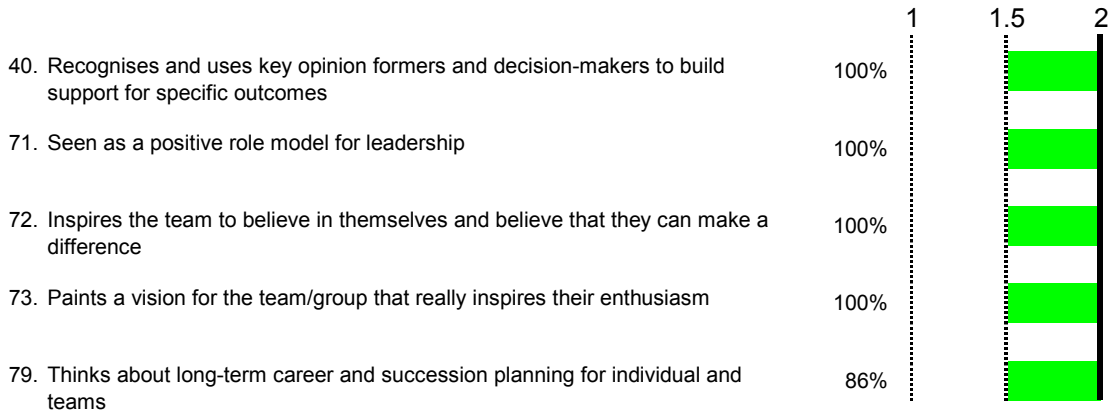 1 1.5 2
40. Recognises and uses key opinion formers and decision-makers to build 100%
support for specific outcomes
71. Seen as a positive role model for leadership 100%
72. Inspires the team to believe in themselves and believe that they can make a 100%
difference
73. Paints a vision for the team/group that really inspires their enthusiasm 100%
79. Thinks about long-term career and succession planning for individual and 86%
teams